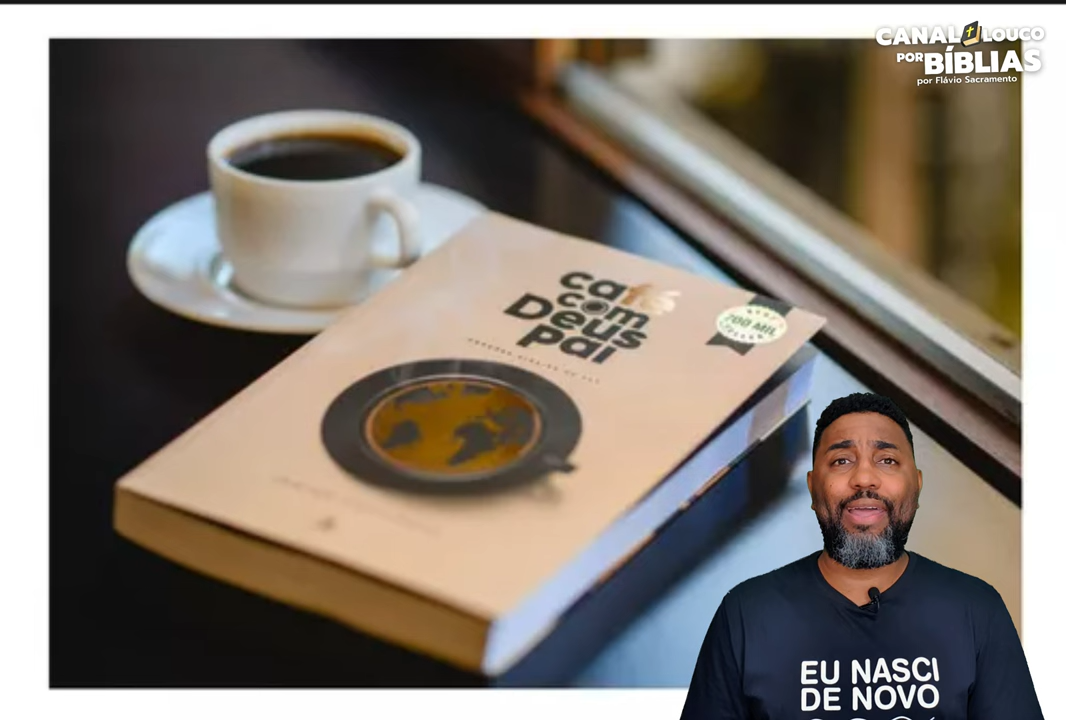 CANAL LOUCO
POR BÍBLIAS
por Flávio Sacramento
café
com
Deus
pai
700 MIL
EU NASCI
DE NOVO